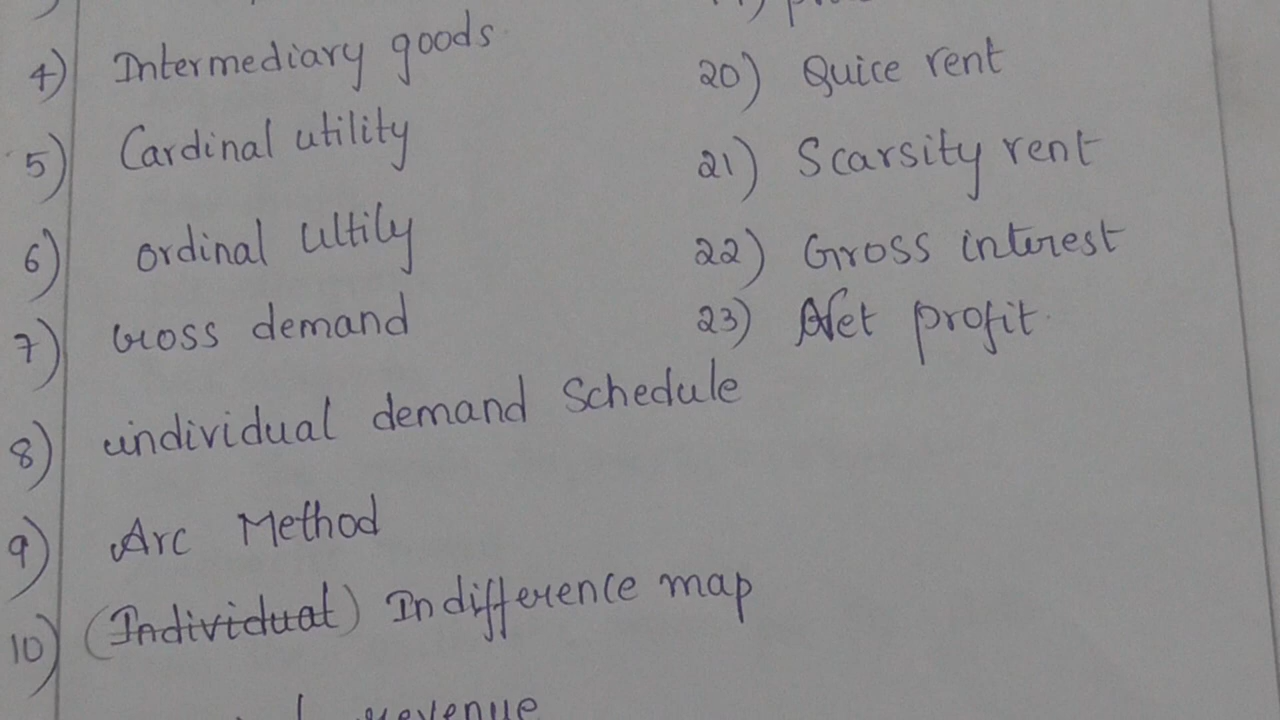 4) Intermediary goods
5) Cardinal utility
6) ordinal Ultily
7) Gross demand
8) individual demand Schedule
9) Arc Method
10) (Individual) Indifference map
revenue
20) Quice rent
21) Scarsity rent
22) Gross interest
23) Net profit.